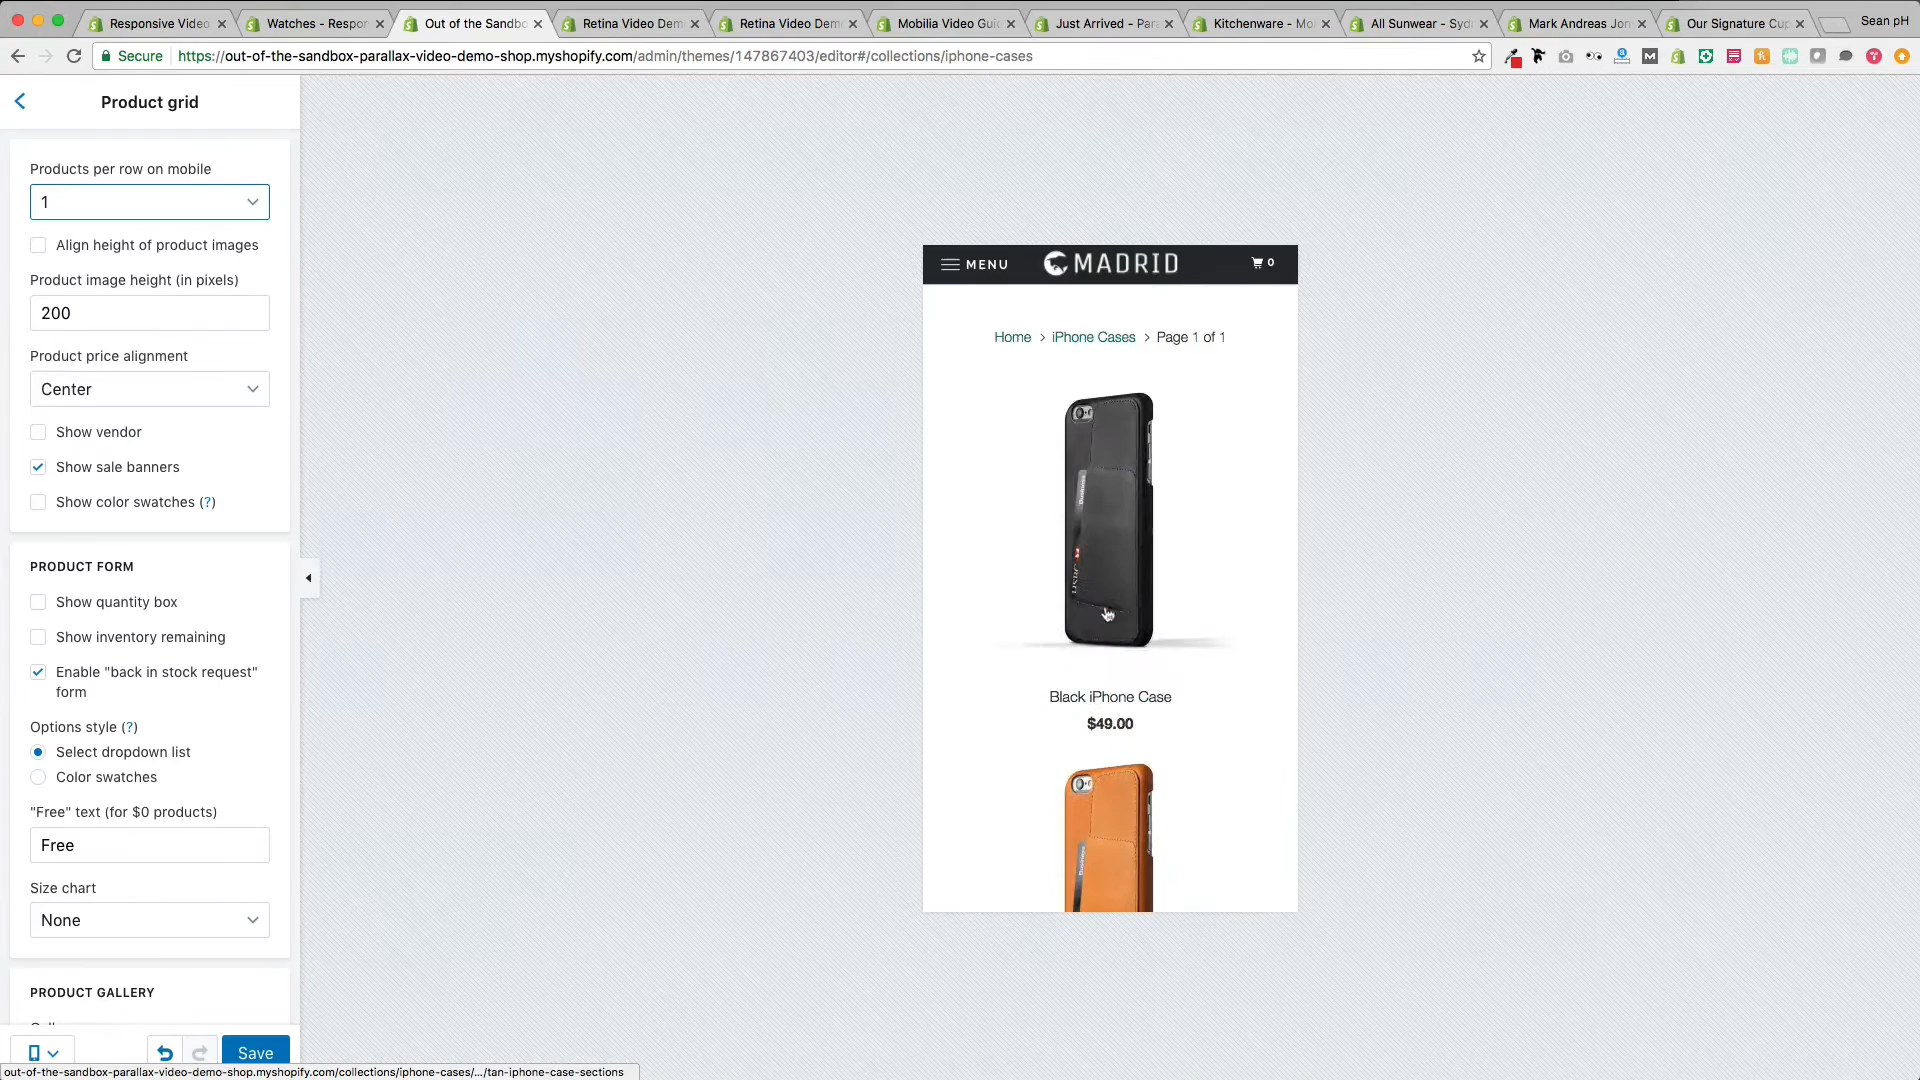 Responsive Video
Watches - Respon
Out of the Sandbo
Retina Video Dem
Retina Video Dem
Mobilia Video Gui
Just Arrived - Para
Kitchenware - Mo
All Sunwear - Syd
Mark Andreas Jon
Our Signature Cup
Sean pH
Secure
https://out-of-the-sandbox-parallax-video-demo-shop.myshopify.com/admin/themes/147867403/editor#/collections/iphone-cases
Product grid
Products per row on mobile
1
Align height of product images
Product image height (in pixels)
200
Product price alignment
Center
Show vendor
Show sale banners
Show color swatches (?)
PRODUCT FORM
Show quantity box
Show inventory remaining
Enable "back in stock request"
form
Options style (?)
Select dropdown list
Color swatches
"Free" text (for $0 products)
Free
Size chart
None
PRODUCT GALLERY
Save
out-of-the-sandbox-parallax-video-demo-shop.myshopify.com/collections/iphone-cases/.../tan-iphone-case-sections
MENU
MADRID
0
Home > iPhone Cases > Page 1 of 1
Black iPhone Case
$49.00